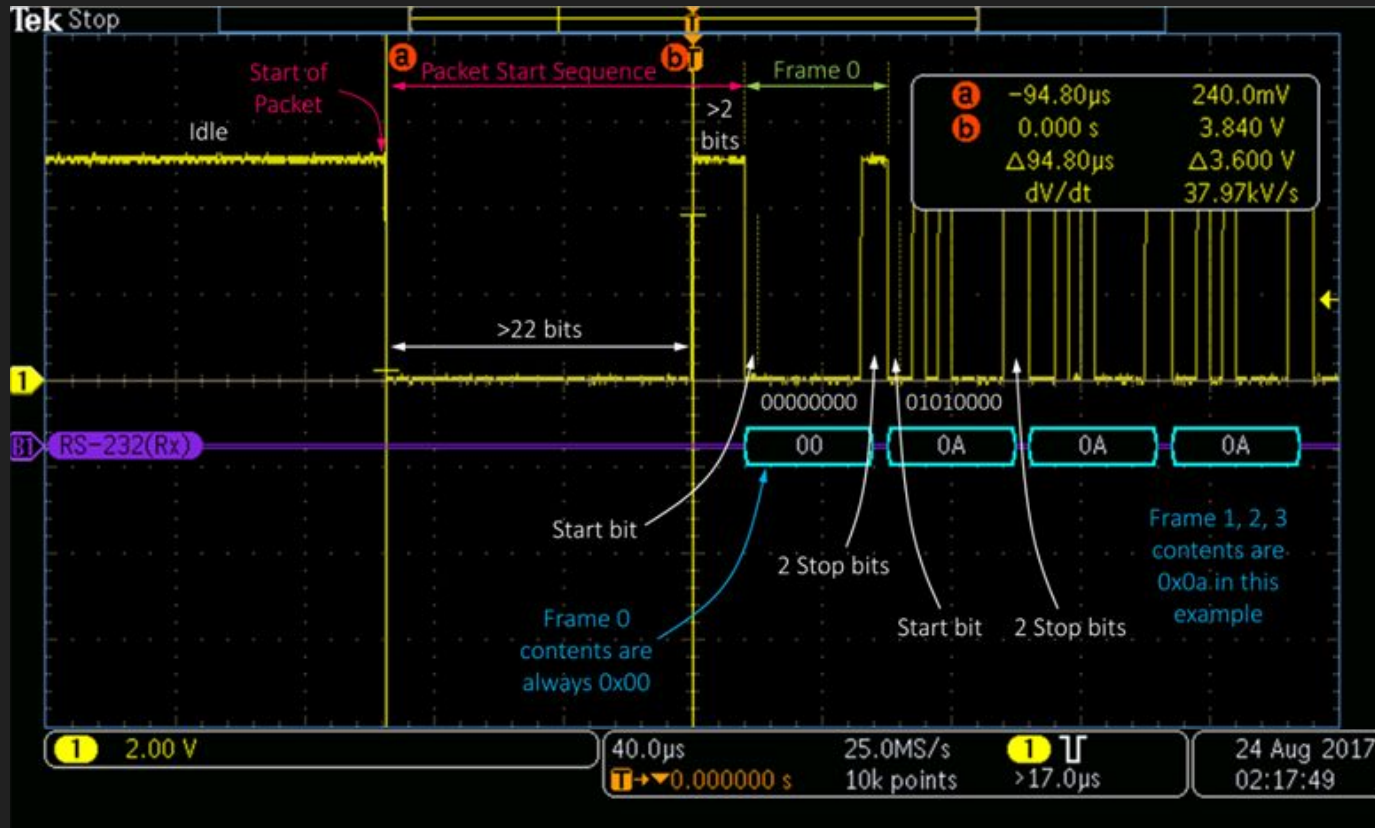 Tek Stop
T
a
b
T
Start of
Packet
Packet Start Sequence
Frame 0
Idle
>2
bits
a -94.80µs 240.0mV
b 0.000 s 3.840 V
Δ94.80µs Δ3.600 V
dV/dt 37.97kV/s
>22 bits
1
00000000
01010000
B1
RS-232(Rx)
00
0A
0A
0A
Start bit
2 Stop bits
Start bit
2 Stop bits
Frame 0
contents are
always 0x00
Frame 1, 2, 3
contents are
0x0a in this
example
1 2.00 V
40.0µs 25.0MS/s 1
T→▼0.000000 s 10k points >17.0µs
24 Aug 2017
02:17:49